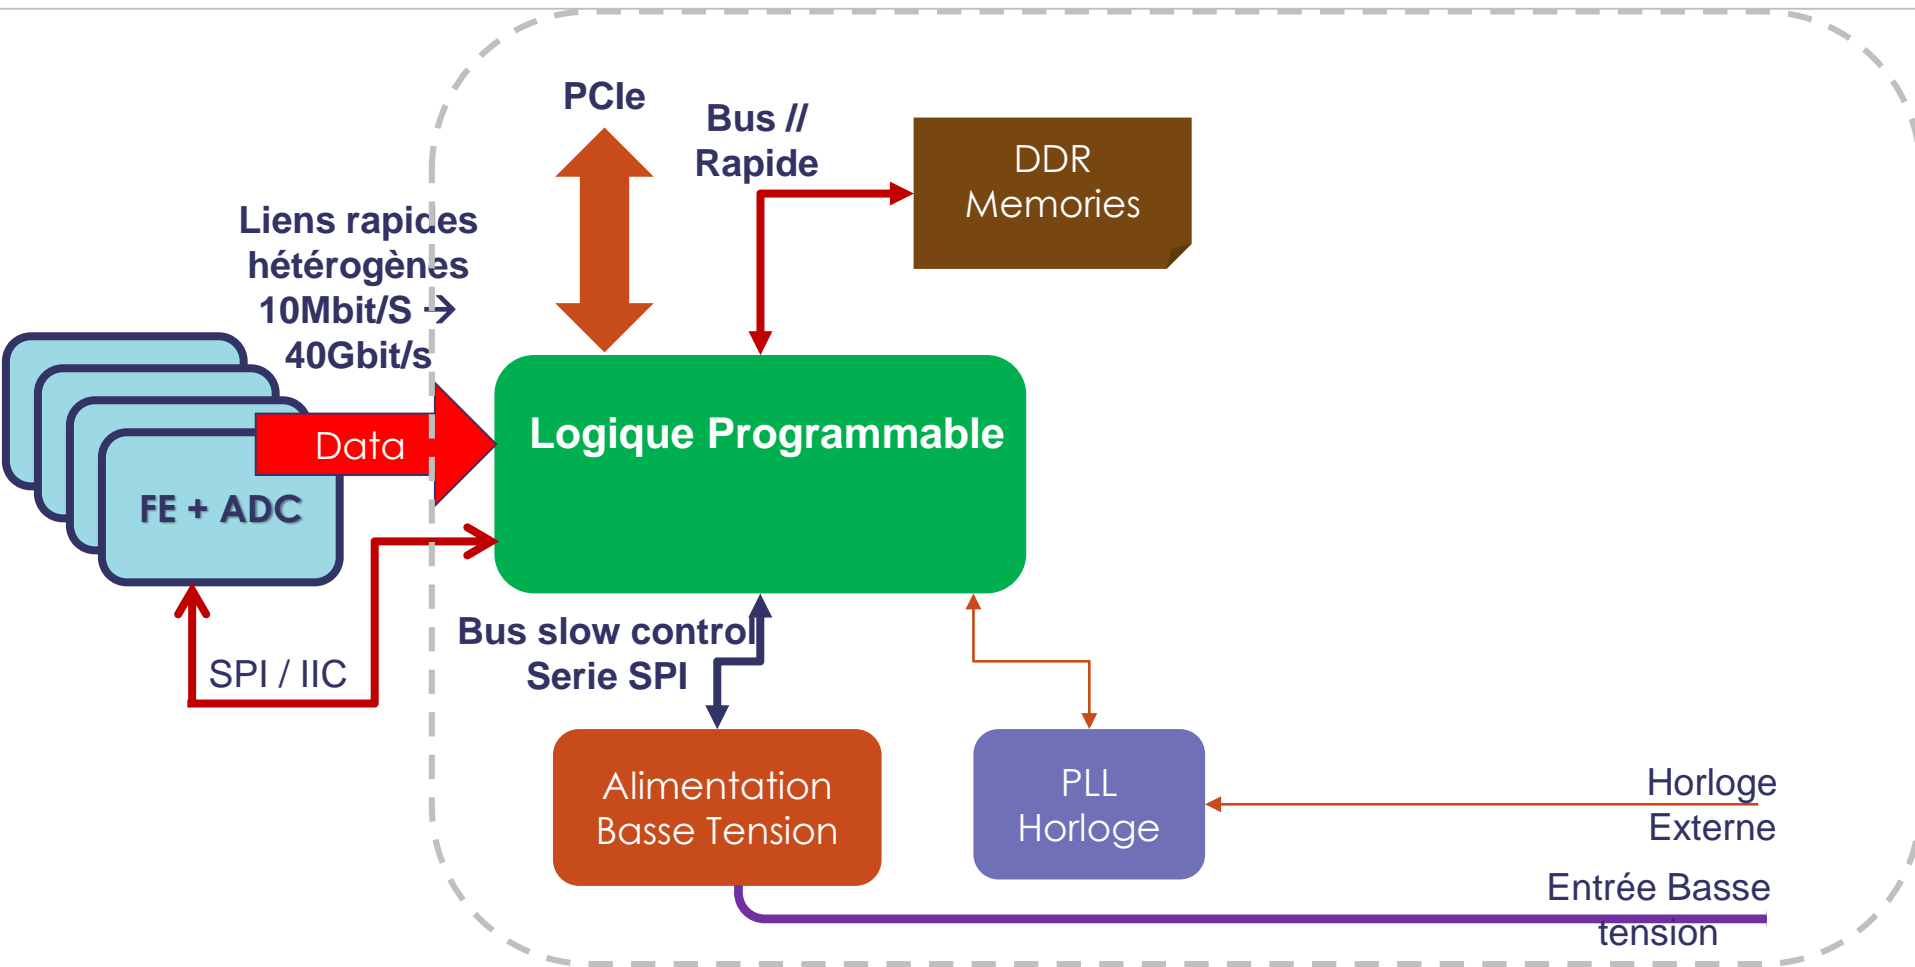 PCIe
Bus //
Rapide
DDR
Memories
Liens rapides
hétérogènes
10Mbit/S →
40Gbit/s
Data
Logique Programmable
FE + ADC
SPI / IIC
Bus slow control
Serie SPI
Alimentation
Basse Tension
PLL
Horloge
Horloge
Externe
Entrée Basse
tension